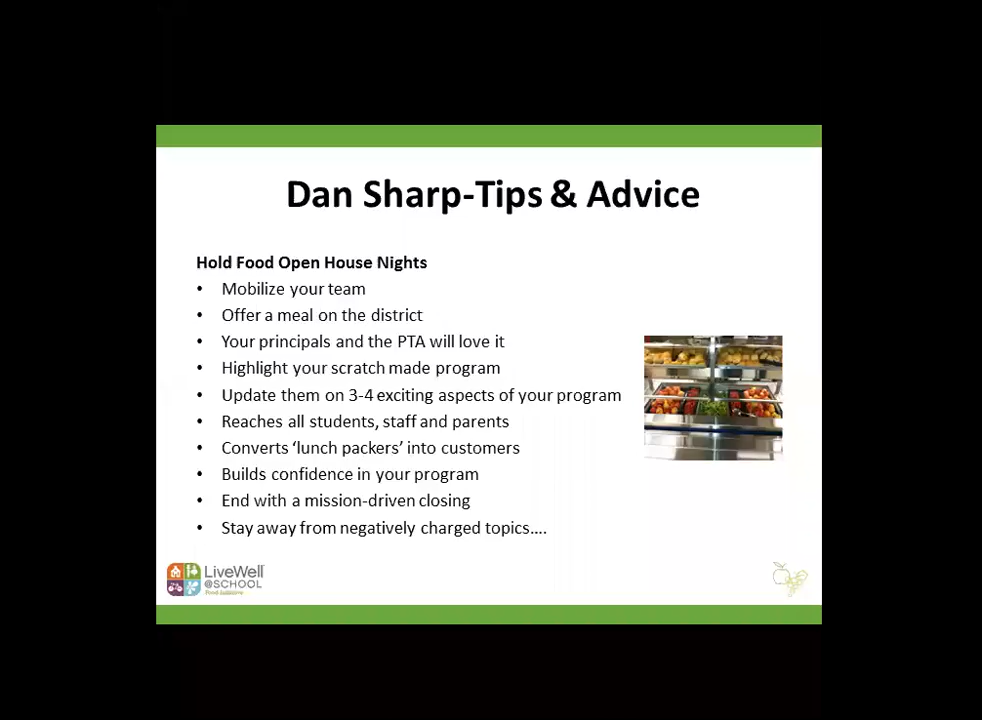 Dan Sharp-Tips & Advice
Hold Food Open House Nights
• Mobilize your team
• Offer a meal on the district
• Your principals and the PTA will love it
• Highlight your scratch made program
• Update them on 3-4 exciting aspects of your program
• Reaches all students, staff and parents
• Converts ‘lunch packers’ into customers
• Builds confidence in your program
• End with a mission-driven closing
• Stay away from negatively charged topics....
LiveWell
@SCHOOL
Food Initiative